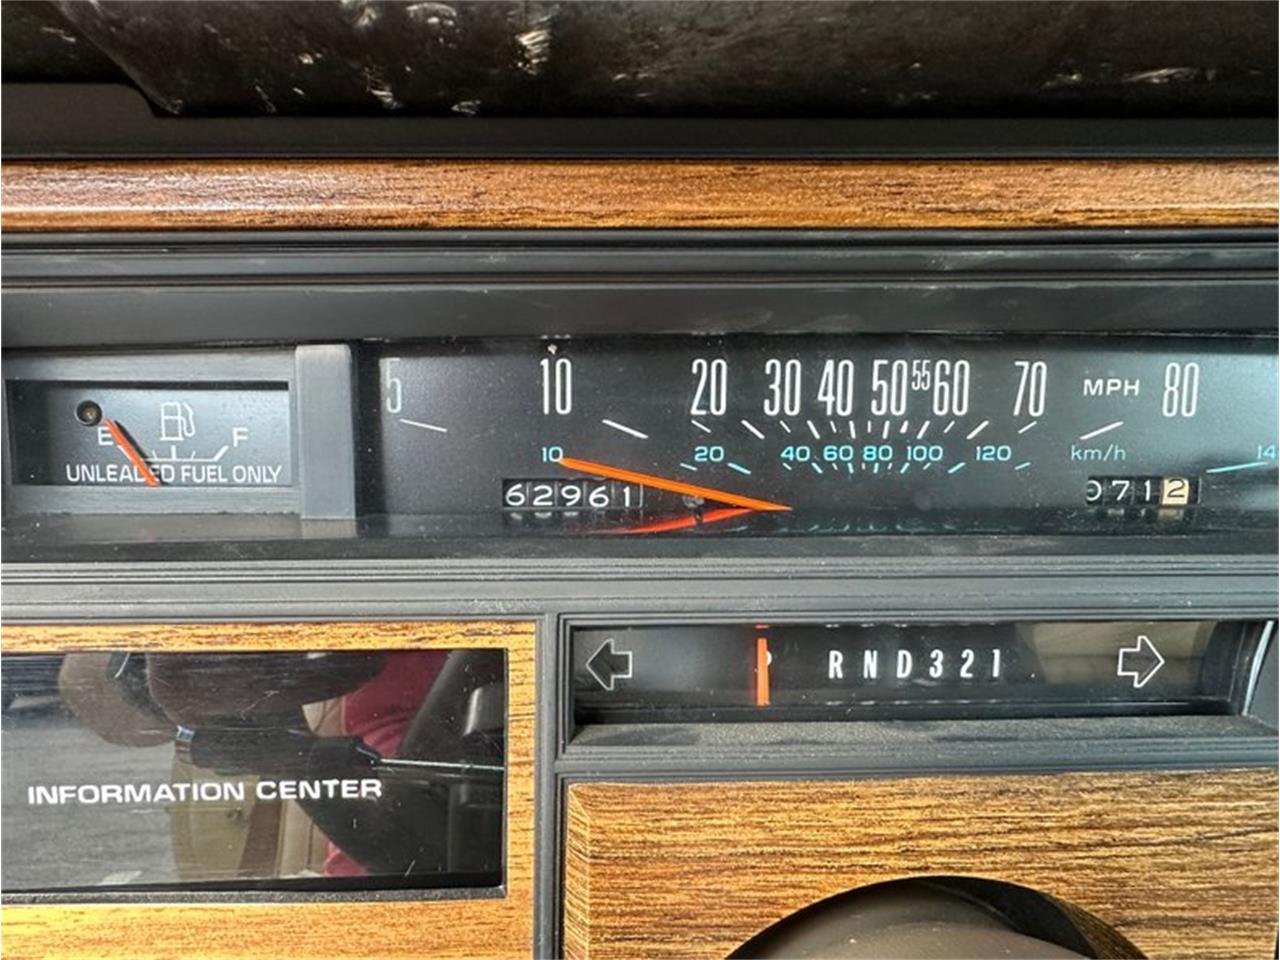 5 10 20 30 40 50 55 60 70 MPH 80
E F
10 20 40 60 80 100 120 km/h 14
UNLEADED FUEL ONLY
62961 0712
P RND321
INFORMATION CENTER